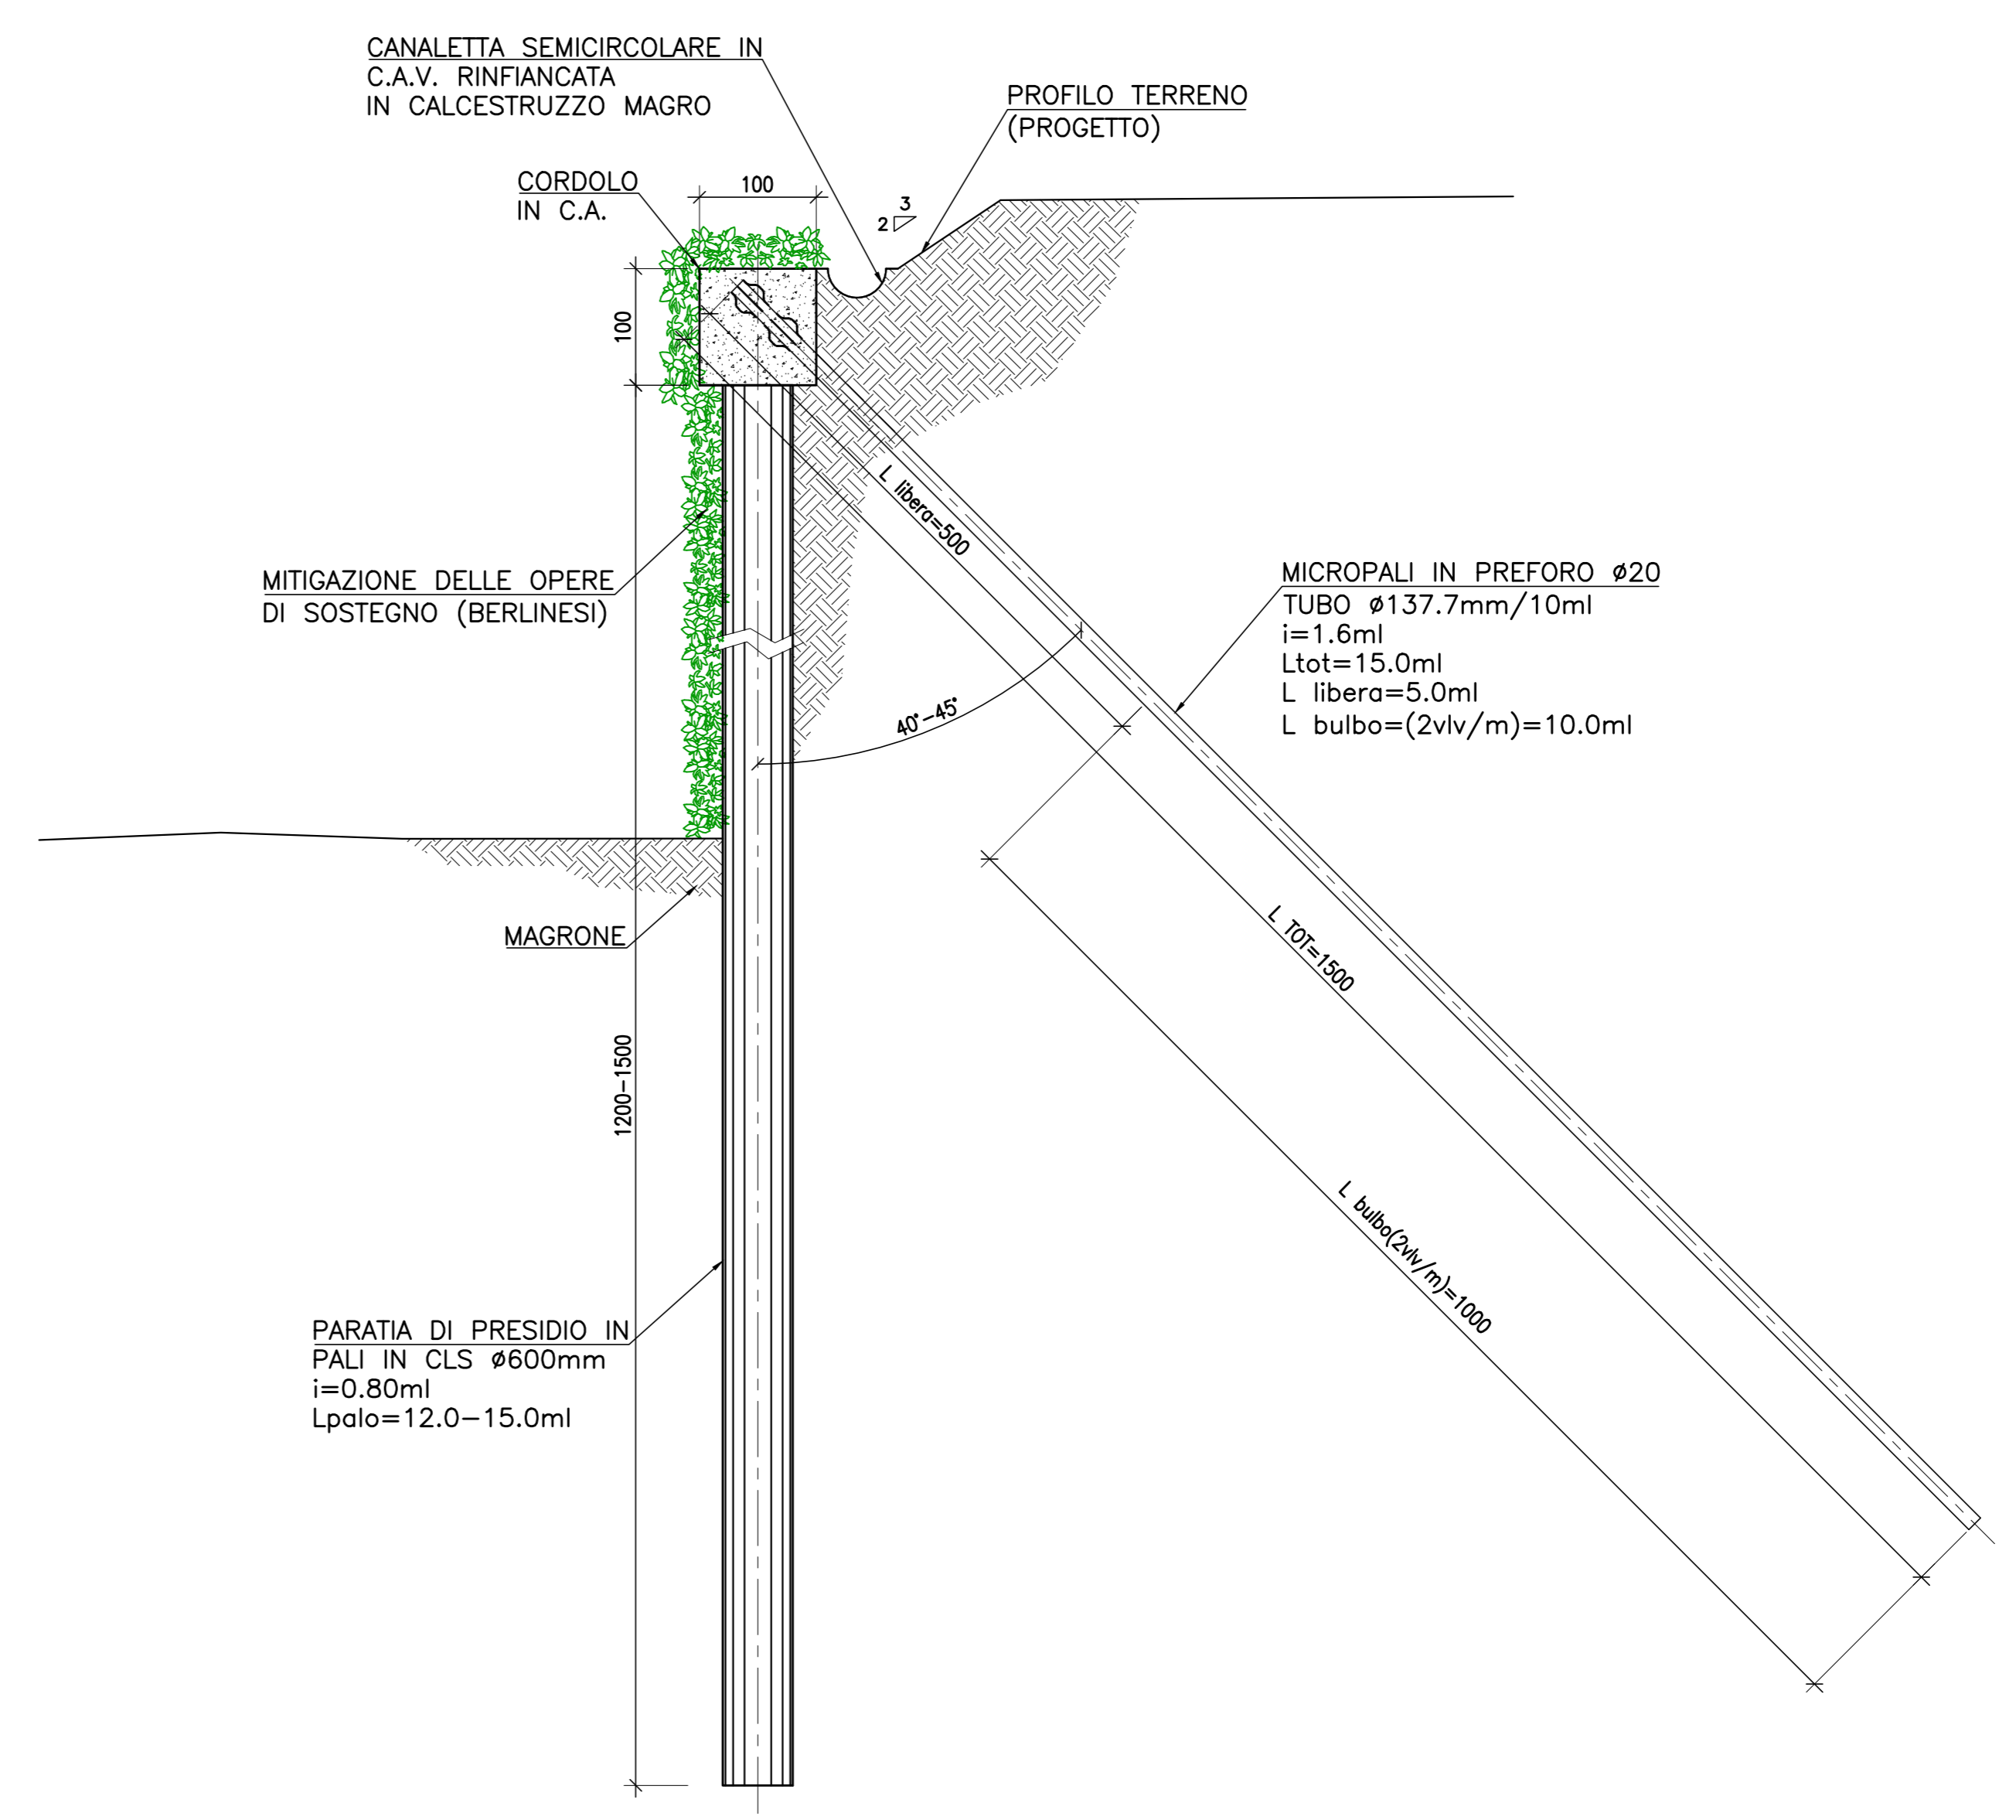 CANALETTA SEMICIRCOLARE IN
C.A.V. RINFIANCATA
IN CALCESTRUZZO MAGRO
PROFILO TERRENO
(PROGETTO)
CORDOLO
IN C.A.
100
3
2
100
L libera=500
MITIGAZIONE DELLE OPERE
DI SOSTEGNO (BERLINESI)
MICROPALI IN PREFORO ø20
TUBO ø137.7mm/10ml
i=1.6ml
Ltot=15.0ml
L libera=5.0ml
L bulbo=(2vlv/m)=10.0ml
40°-45°
MAGRONE
L TOT=1500
1200-1500
L bulbo(2vlv/m)=1000
PARATIA DI PRESIDIO IN
PALI IN CLS ø600mm
i=0.80ml
Lpalo=12.0-15.0ml